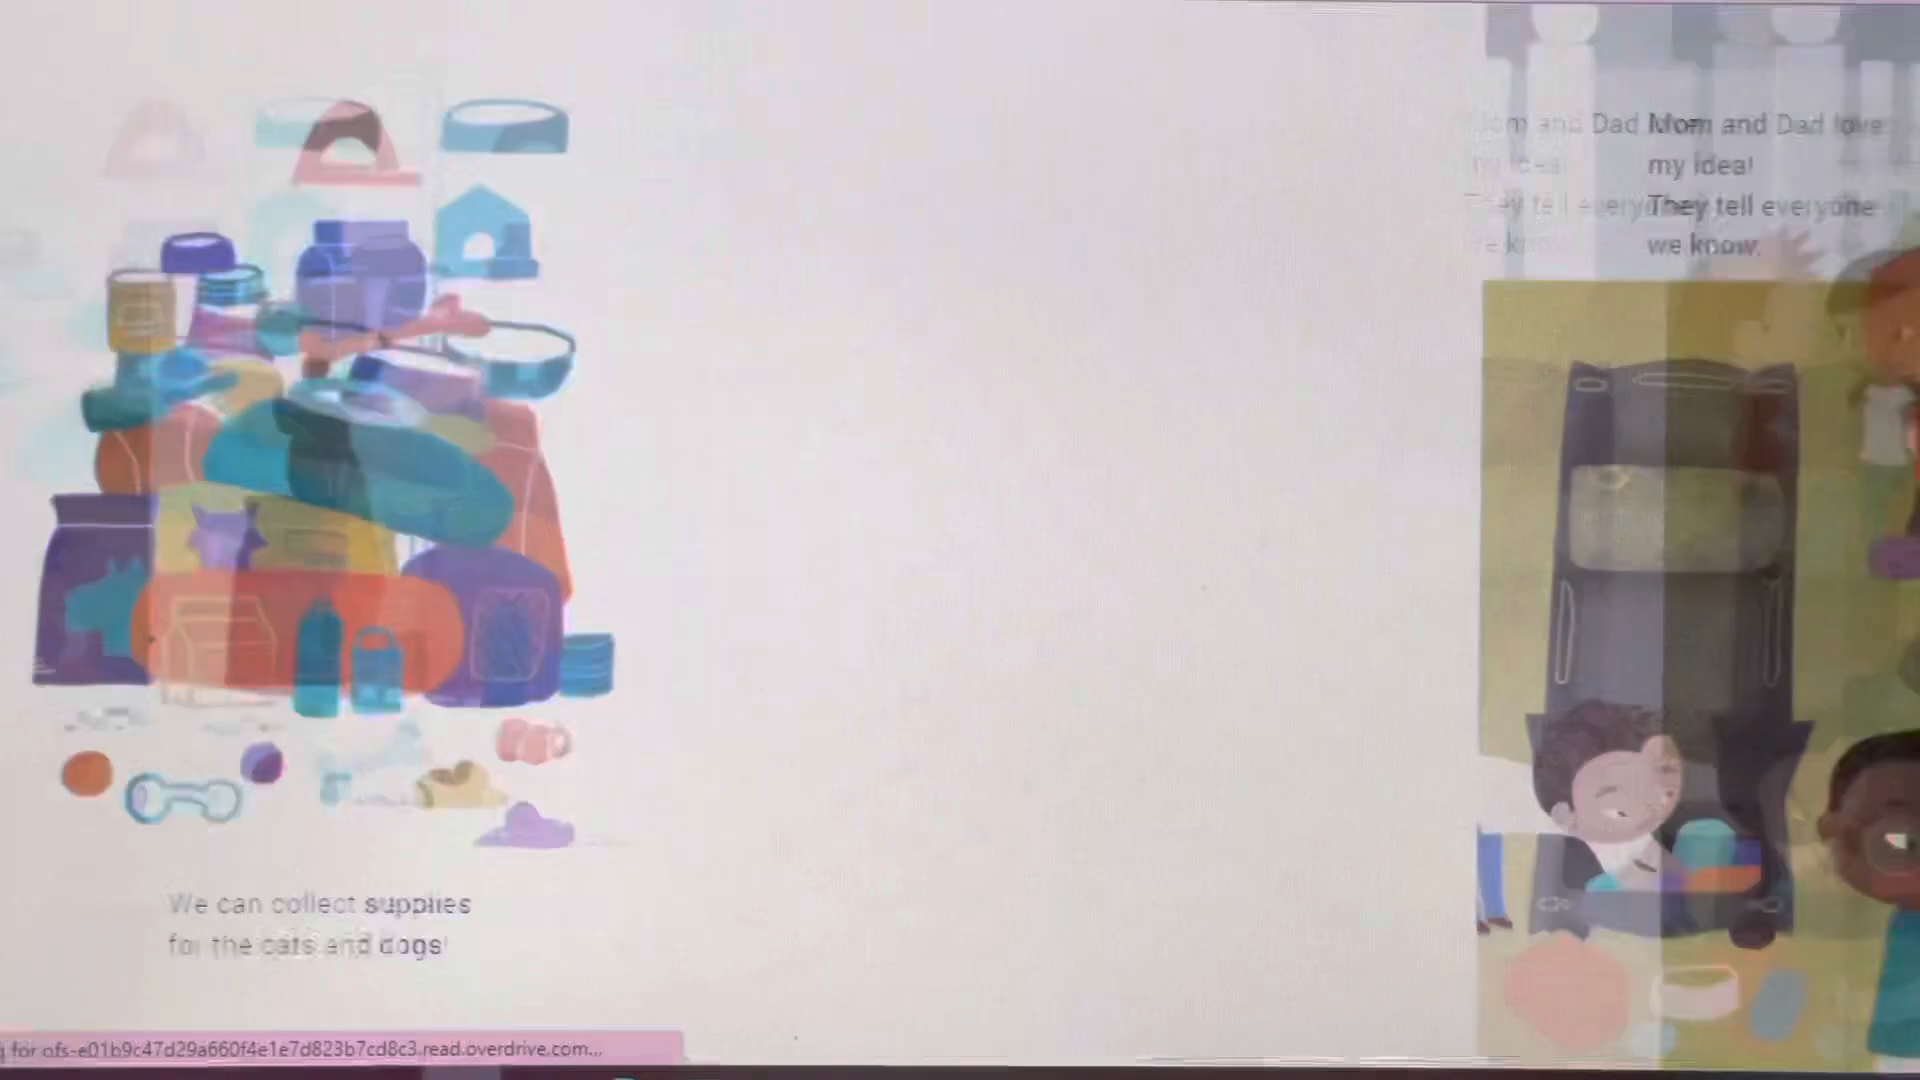 We can collect supplies
for the cats and dogs!
Mom and Dad love
my idea!
They tell everyone
we know.
g for ofs-e01b9c47d29a660f4e1e7d823b7cd8c3.read.overdrive.com...